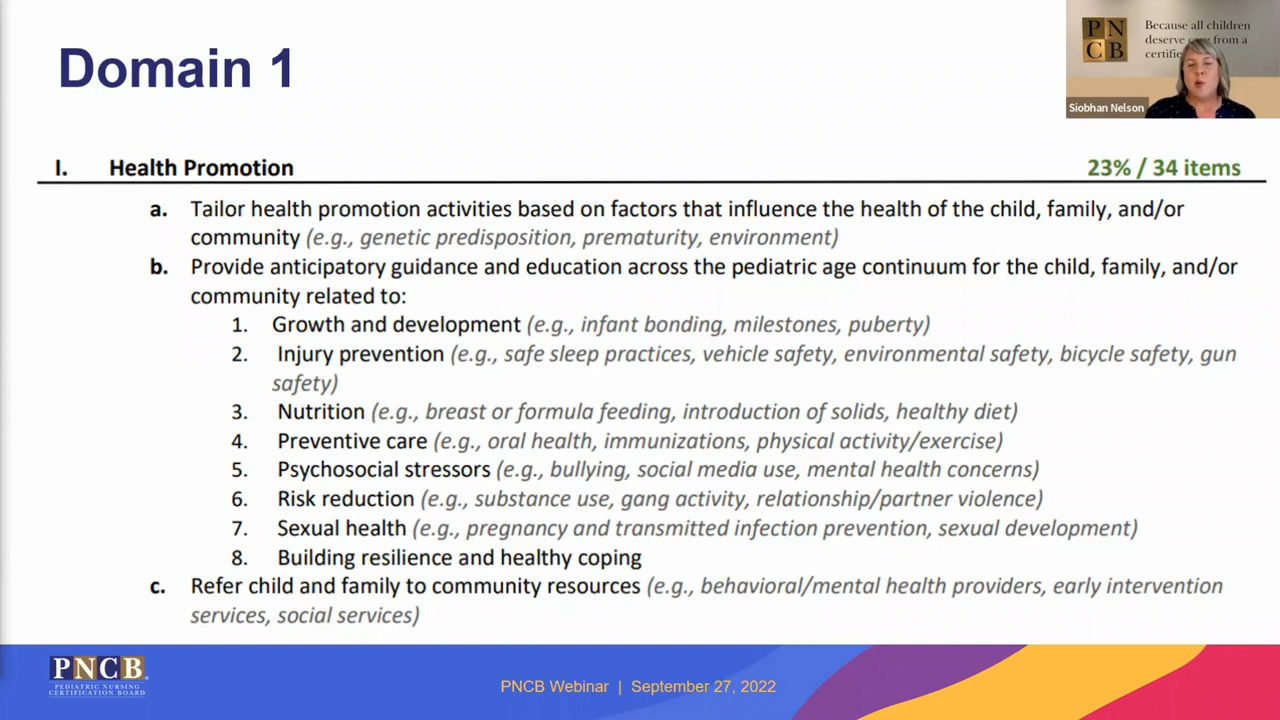 Domain 1
PN
CB
Because all children
deserve care from a
certifie
Siobhan Nelson
I. Health Promotion 23% / 34 items
a. Tailor health promotion activities based on factors that influence the health of the child, family, and/or
community (e.g., genetic predisposition, prematurity, environment)
b. Provide anticipatory guidance and education across the pediatric age continuum for the child, family, and/or
community related to:
1. Growth and development (e.g., infant bonding, milestones, puberty)
2. Injury prevention (e.g., safe sleep practices, vehicle safety, environmental safety, bicycle safety, gun
safety)
3. Nutrition (e.g., breast or formula feeding, introduction of solids, healthy diet)
4. Preventive care (e.g., oral health, immunizations, physical activity/exercise)
5. Psychosocial stressors (e.g., bullying, social media use, mental health concerns)
6. Risk reduction (e.g., substance use, gang activity, relationship/partner violence)
7. Sexual health (e.g., pregnancy and transmitted infection prevention, sexual development)
8. Building resilience and healthy coping
c. Refer child and family to community resources (e.g., behavioral/mental health providers, early intervention
services, social services)
PNCB
PEDIATRIC NURSING
CERTIFICATION BOARD
PNCB Webinar | September 27, 2022